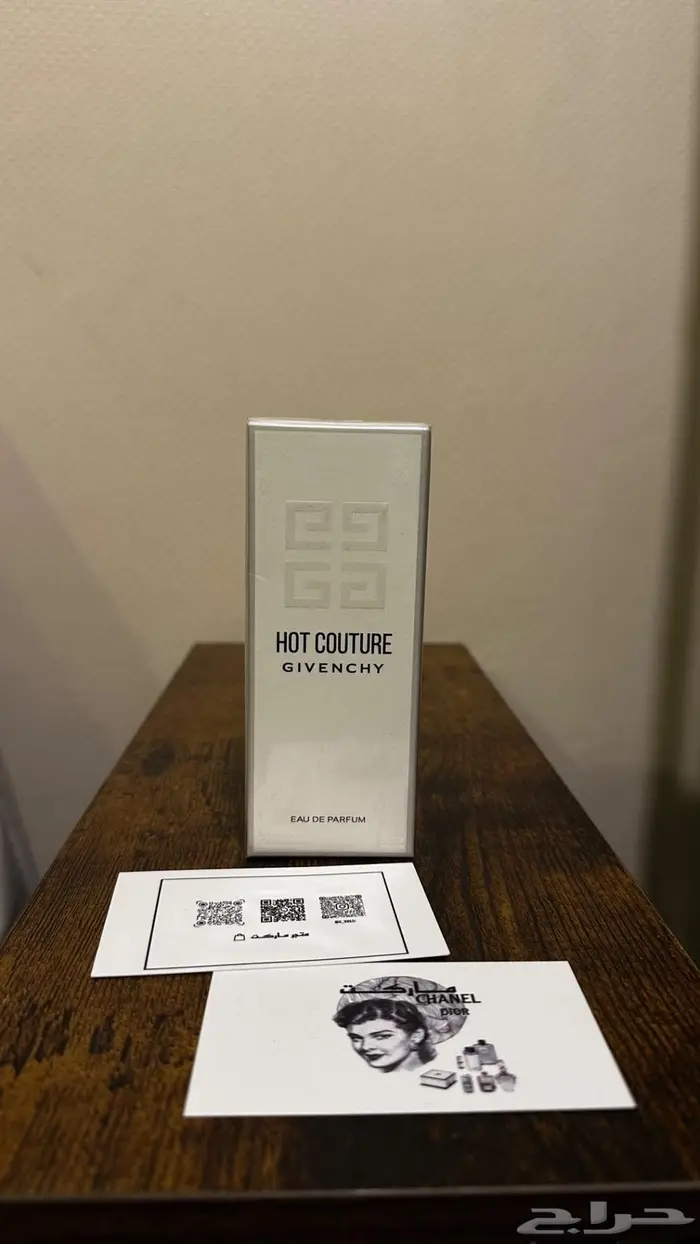 HOT COUTURE
GIVENCHY
EAU DE PARFUM
متجر ماركت
ماركت
CHANEL
DIOR
حراج